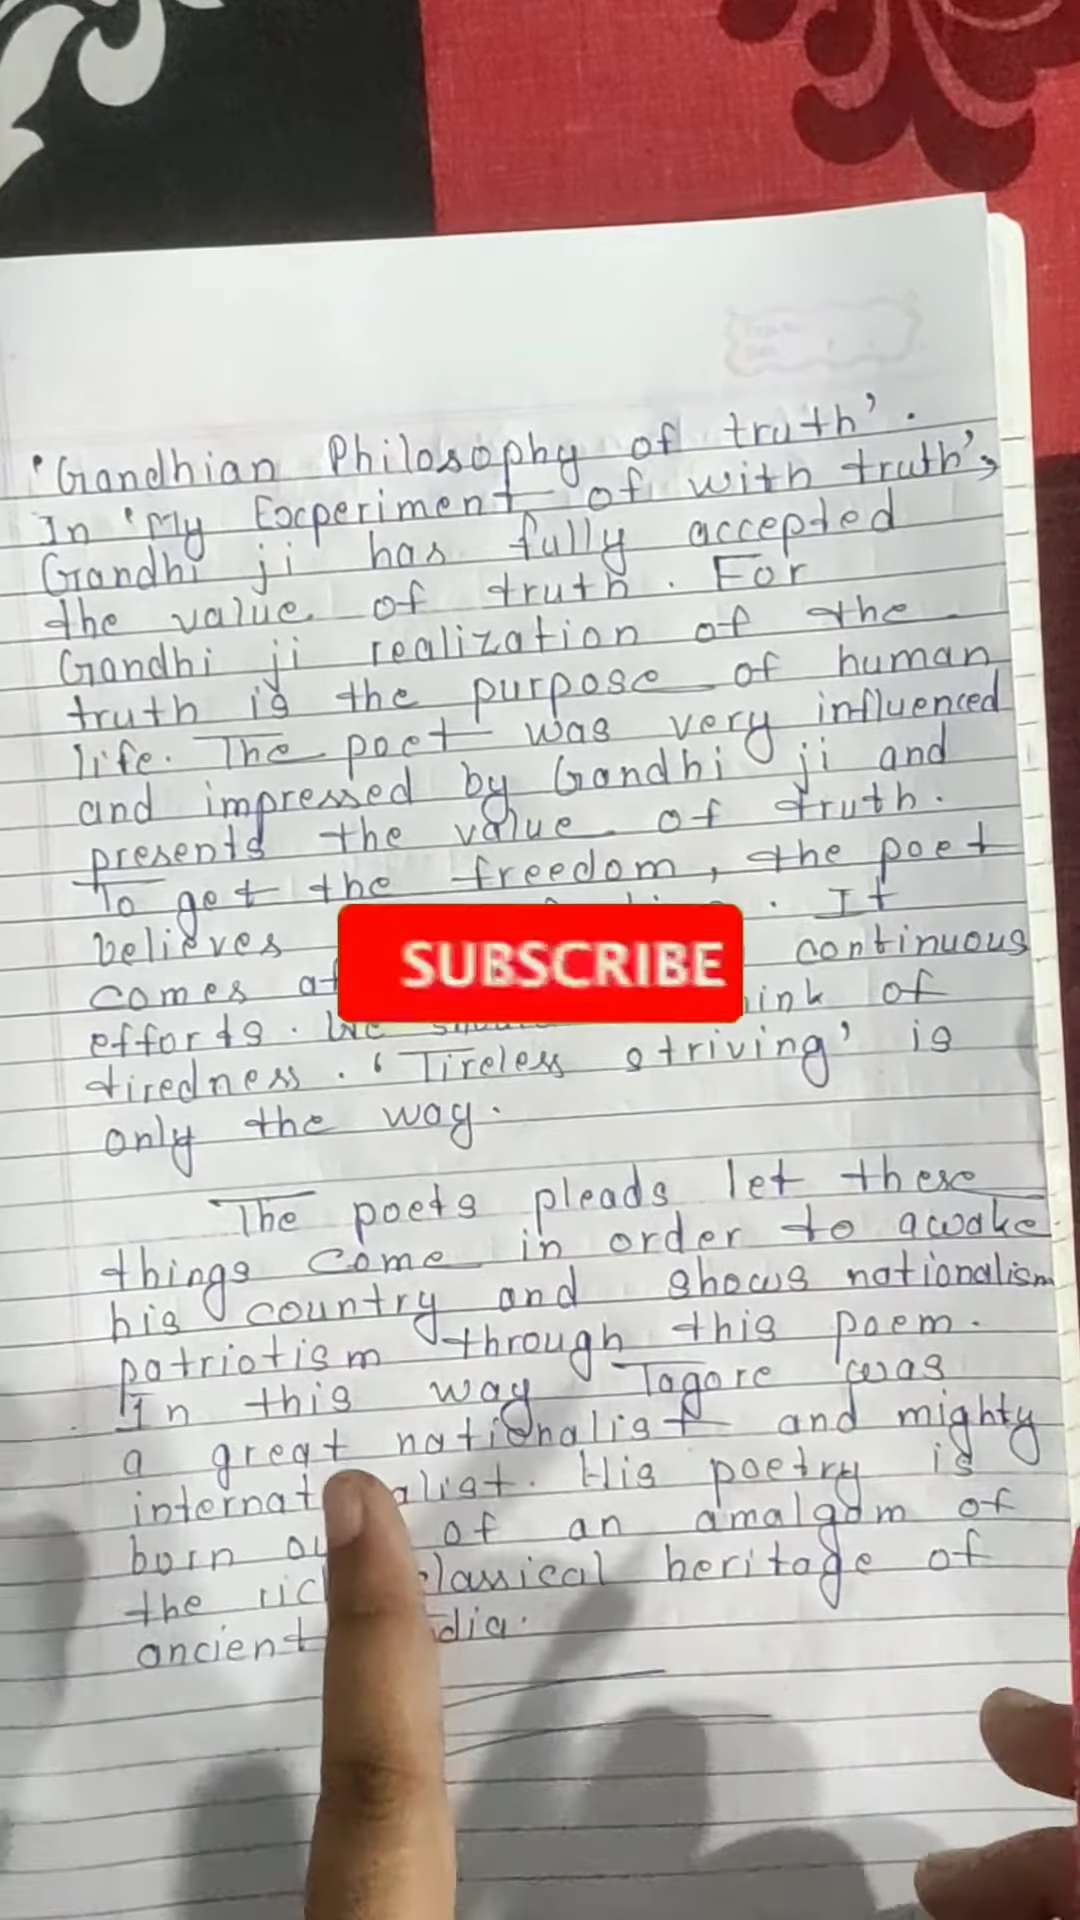 'Gandhian Philosophy of truth'.
In 'My Experiment of with truth',
Gandhi ji has fully accepted
the value of truth. For
Gandhi ji realization of the
truth is the purpose of human
life. The poet was very influenced
and impressed by Gandhi ji and
presents the value of truth.
To get the freedom, the poet
believes . It
comes continuous
efforts. We of
tiredness. 'Tireless striving' is
only the way.
The poets pleads let these
things come in order to awake
his country and shows nationalism
patriotism through this poem.
In this way Tagore was
a great nationalist and mighty
His poetry is
born of an amalgam of
the classical heritage of
ancient
SUBSCRIBE